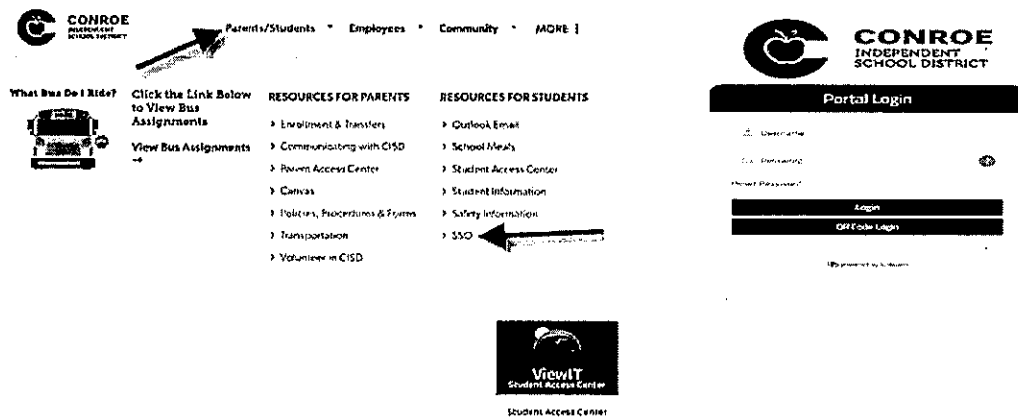 CONROE
INDEPENDENT
SCHOOL DISTRICT
Parents/Students
Employees
Community
MORE
What Bus Do I Ride?
Click the Link Below
to View Bus
Assignments
View Bus Assignments
→
RESOURCES FOR PARENTS
> Enrollment & Transfers
> Communicating with CISD
> Parent Access Center
> Canvas
> Policies, Procedures & Forms
> Transportation
> Volunteer in CISD
RESOURCES FOR STUDENTS
> Outlook Email
> School Meals
> Student Access Center
> Student Information
> Safety Information
> SSO
ViewIT
Student Access Center
Student Access Center
CONROE
INDEPENDENT
SCHOOL DISTRICT
Portal Login
Username
Password
Login
QR Code Login